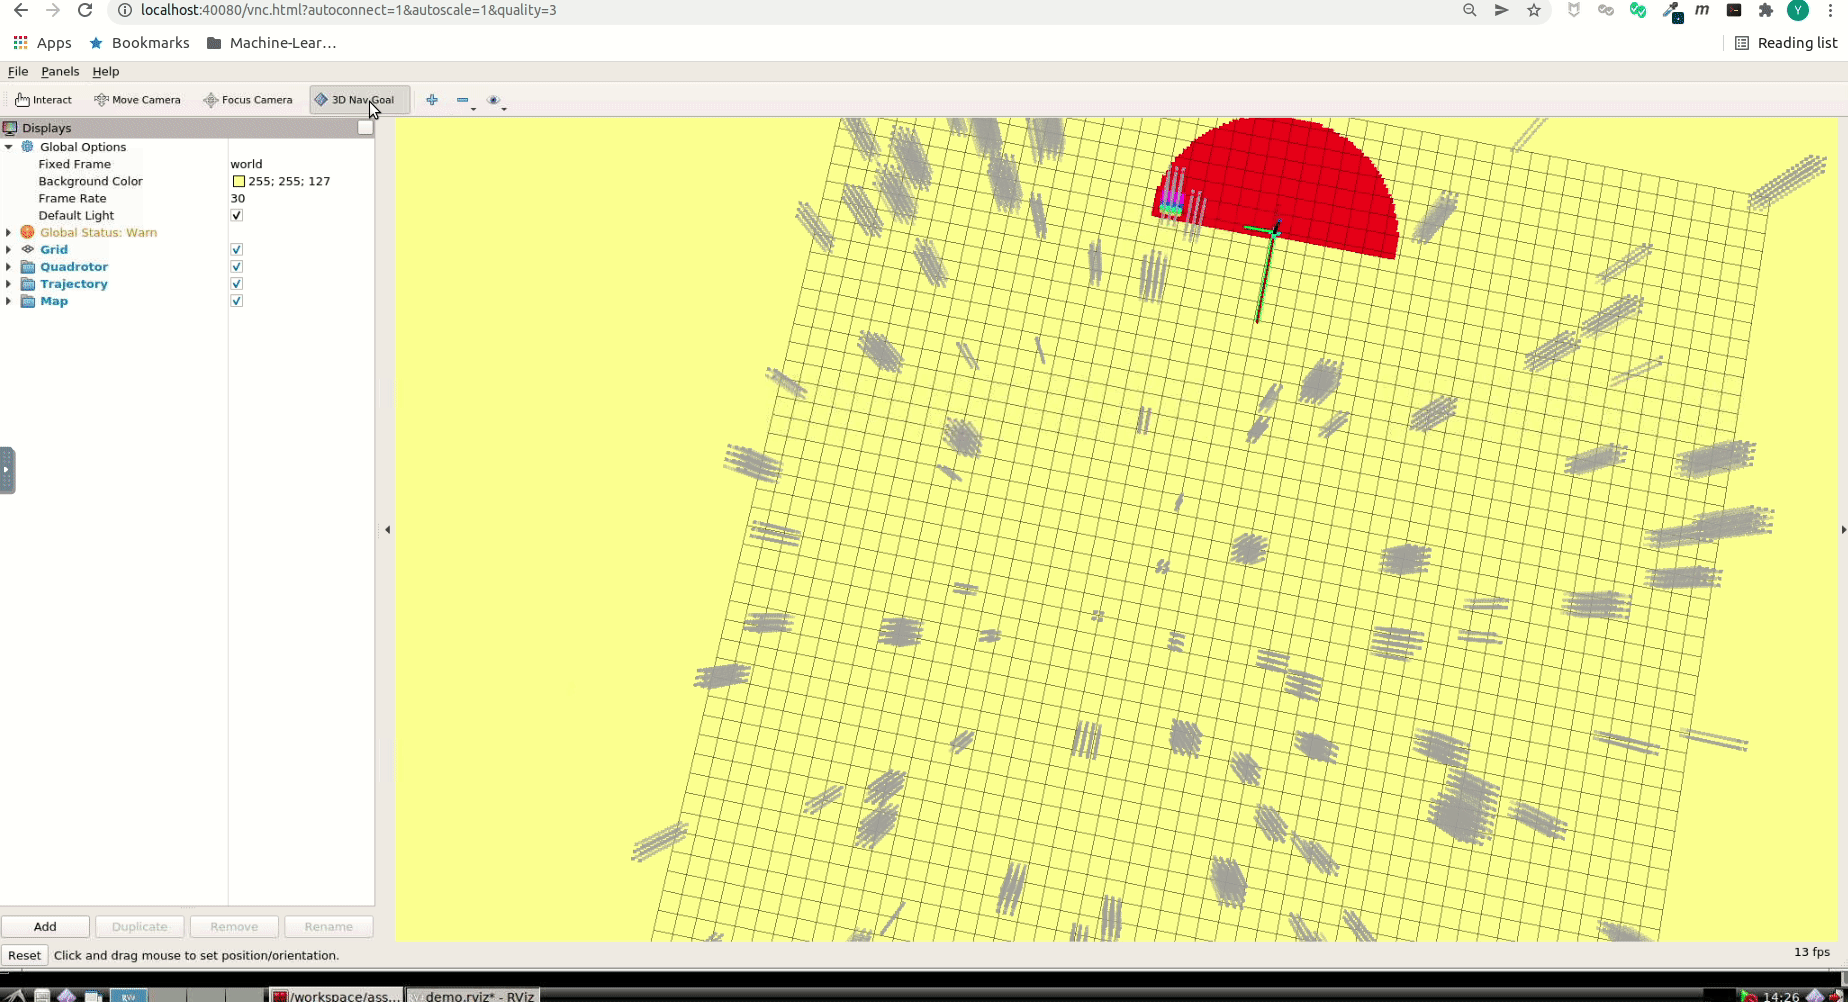 localhost:40080/vnc.html?autoconnect=1&autoscale=1&quality=3
Apps Bookmarks Machine-Lear… Reading list
File Panels Help
Interact Move Camera Focus Camera 3D Nav Goal
Displays
Global Options
Fixed Frame world
Background Color 255; 255; 127
Frame Rate 30
Default Light
Global Status: Warn
Grid
Quadrotor
Trajectory
Map
Add Duplicate Remove Rename
Reset Click and drag mouse to set position/orientation. 13 fps
/workspace/ass... demo.rviz* - RViz 14:26